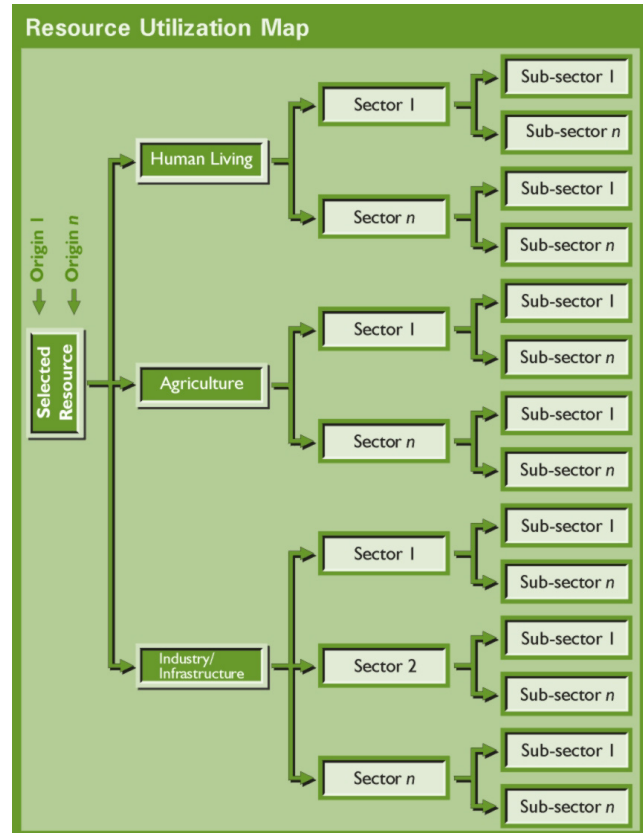 Resource Utilization Map
Origin 1
Origin n
Selected
Resource
Human Living
Sector 1
Sub-sector 1
Sub-sector n
Sector n
Sub-sector 1
Sub-sector n
Agriculture
Sector 1
Sub-sector 1
Sub-sector n
Sector n
Sub-sector 1
Sub-sector n
Industry/
Infrastructure
Sector 1
Sub-sector 1
Sub-sector n
Sector 2
Sub-sector 1
Sub-sector n
Sector n
Sub-sector 1
Sub-sector n